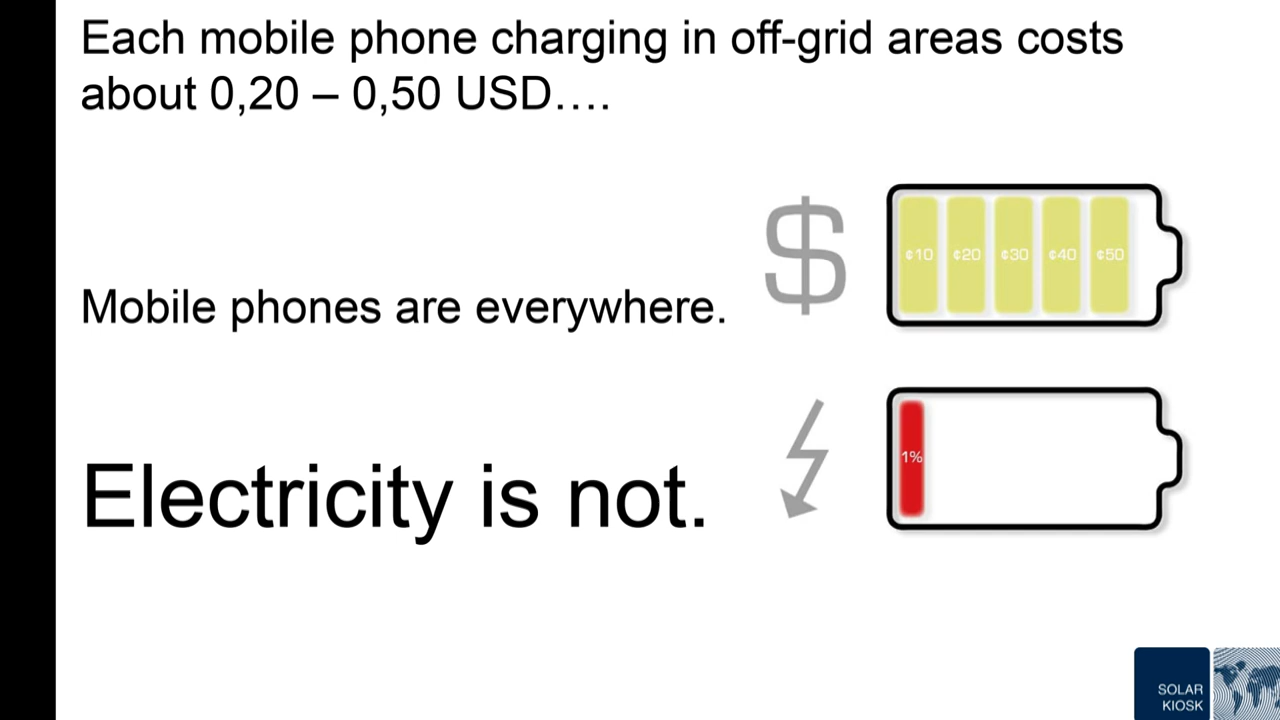 Each mobile phone charging in off-grid areas costs
about 0,20 – 0,50 USD….
$
¢10 ¢20 ¢30 ¢40 ¢50
Mobile phones are everywhere.
1%
Electricity is not.
SOLAR
KIOSK